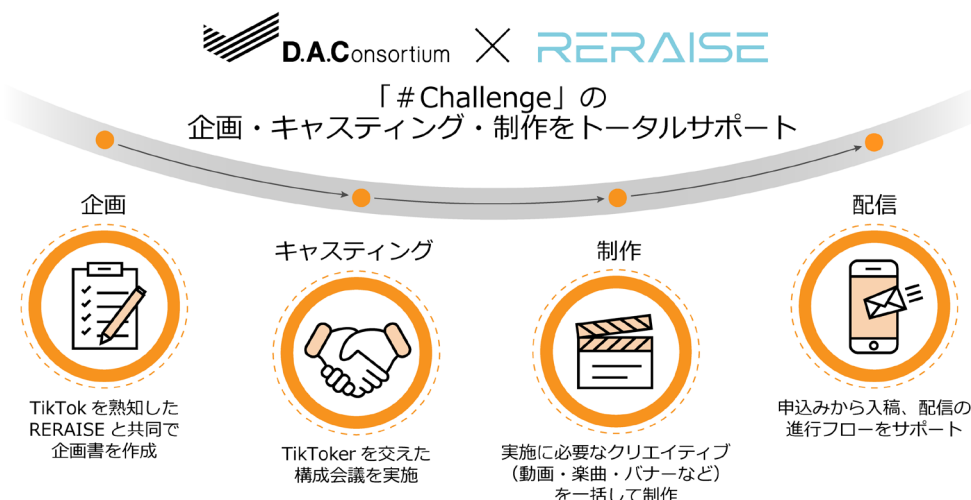 D.A.Consortium × RERAISE
「＃Challenge」の
企画・キャスティング・制作をトータルサポート
企画
TikTok を熟知した
RERAISE と共同で
企画書を作成
キャスティング
TikToker を交えた
構成会議を実施
制作
実施に必要なクリエイティブ
（動画・楽曲・バナーなど）
を一括して制作
配信
申込みから入稿、配信の
進行フローをサポート